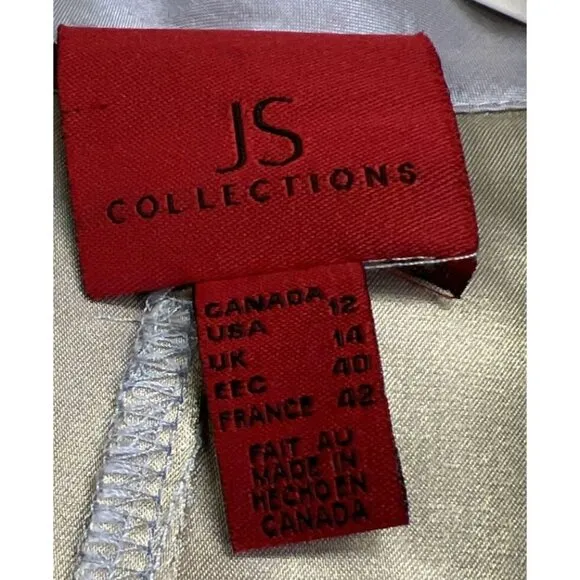 JS
COLLECTIONS
CANADA 12
USA 14
UK 40
EEC
FRANCE 42
FAIT AU
MADE IN
HECHO EN
CANADA